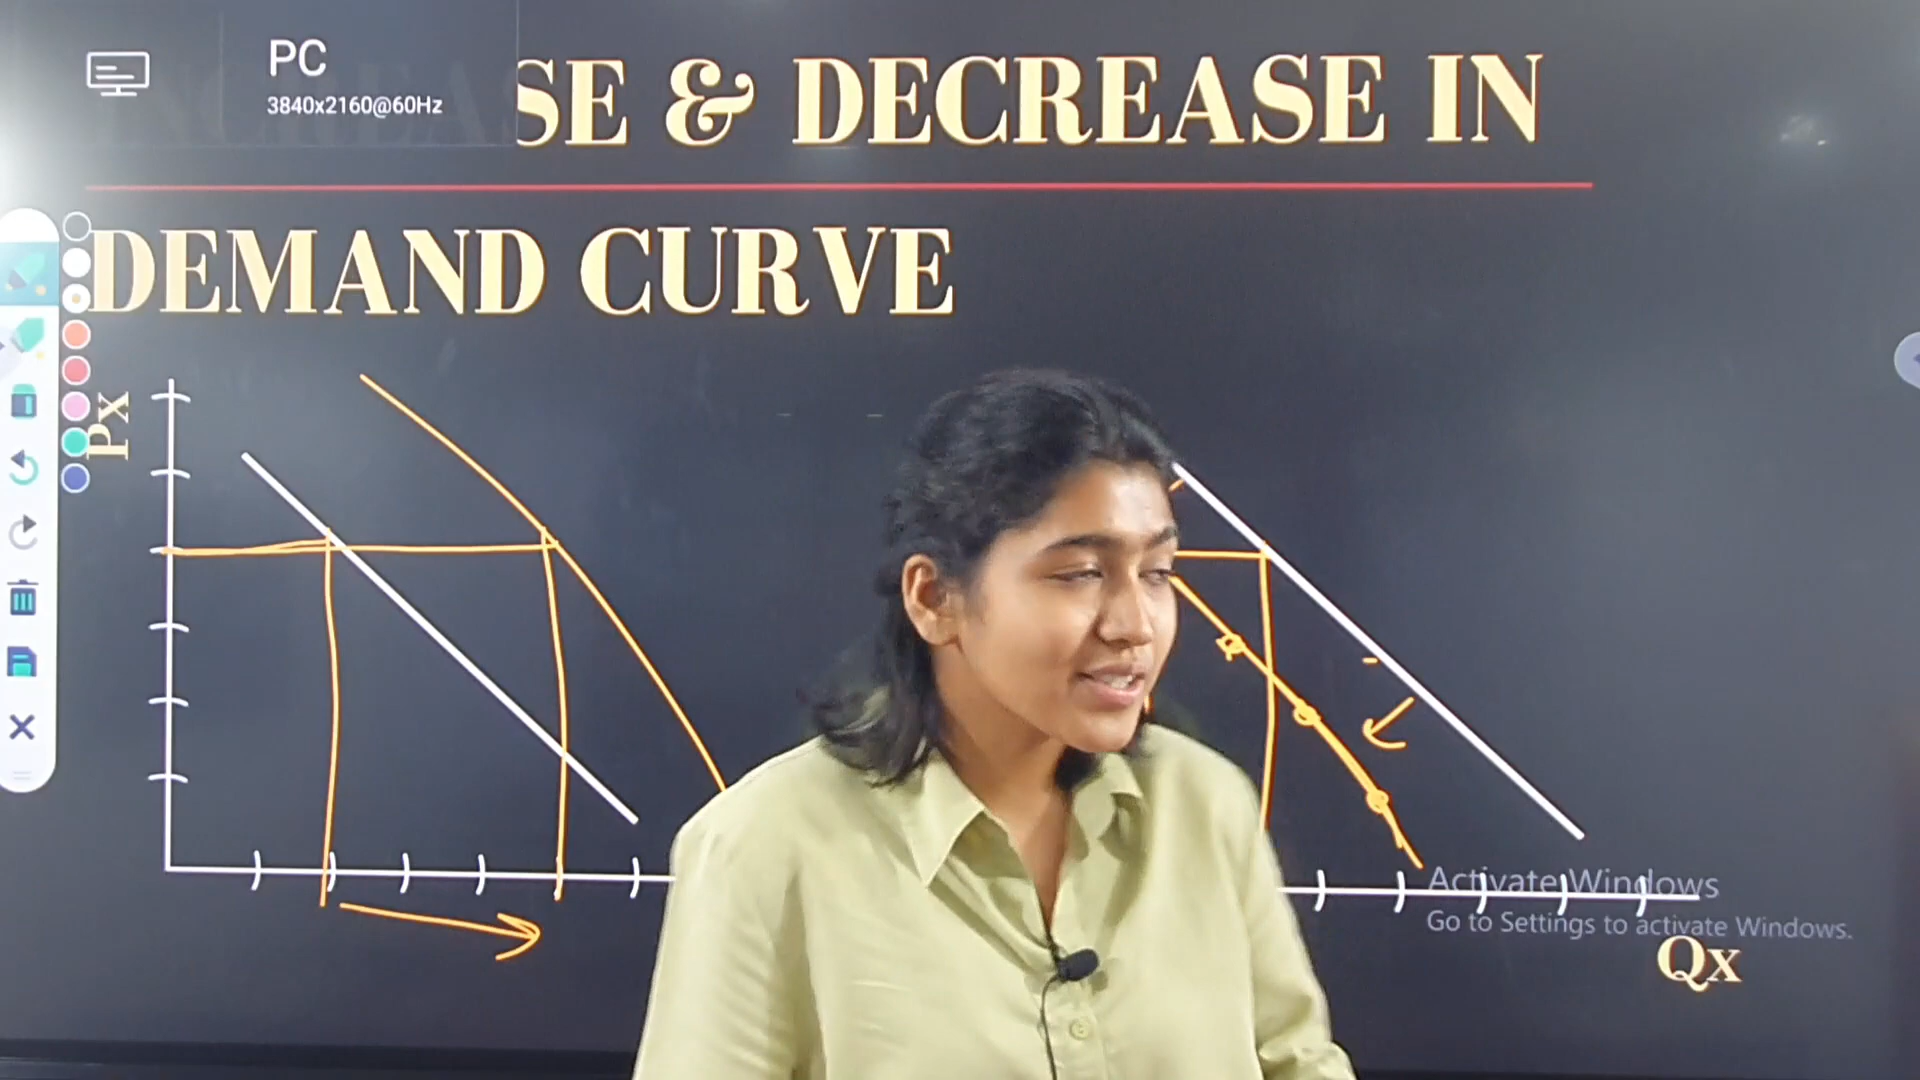 PC
3840x2160@60Hz
SE & DECREASE IN
DEMAND CURVE
Px
Activate Windows
Go to Settings to activate Windows.
Qx